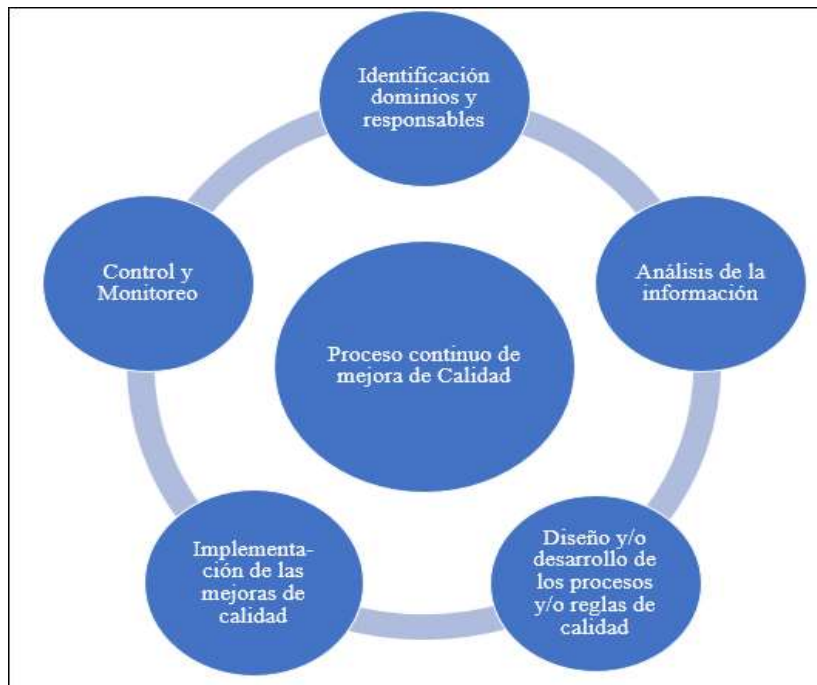 Identificación
dominios y
responsables
Análisis de la
información
Diseño y/o
desarrollo de
los procesos
y/o reglas de
calidad
Implementa-
ción de las
mejoras de
calidad
Control y
Monitoreo
Proceso continuo de
mejora de Calidad